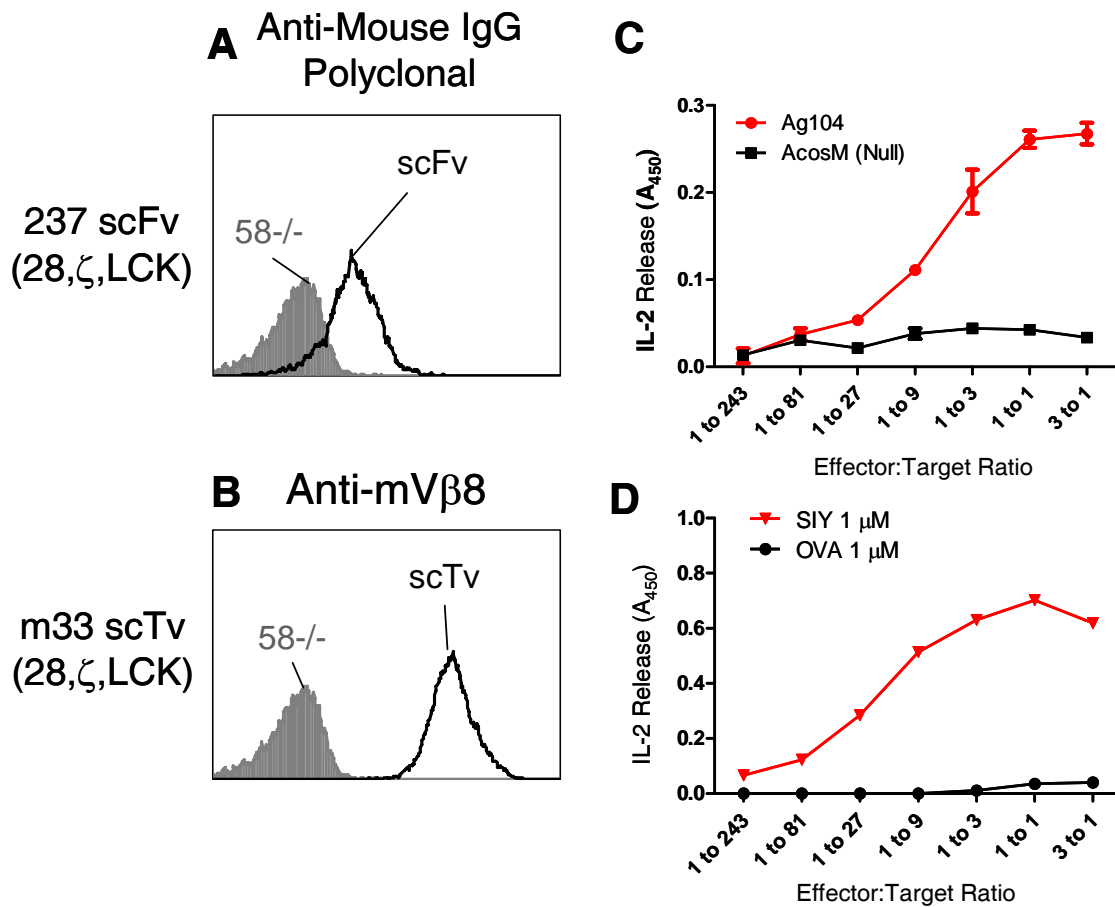 A
Anti-Mouse IgG
Polyclonal
237 scFv
(28,ζ,LCK)
58-/-
scFv
B
Anti-mVβ8
m33 scTv
(28,ζ,LCK)
58-/-
scTv
C
Ag104
AcosM (Null)
IL-2 Release (A450)
0.3
0.2
0.1
0.0
1 to 243
1 to 81
1 to 27
1 to 9
1 to 3
1 to 1
3 to 1
Effector:Target Ratio
D
SIY 1 μM
OVA 1 μM
IL-2 Release (A450)
1.0
0.8
0.6
0.4
0.2
0.0
1 to 243
1 to 81
1 to 27
1 to 9
1 to 3
1 to 1
3 to 1
Effector:Target Ratio